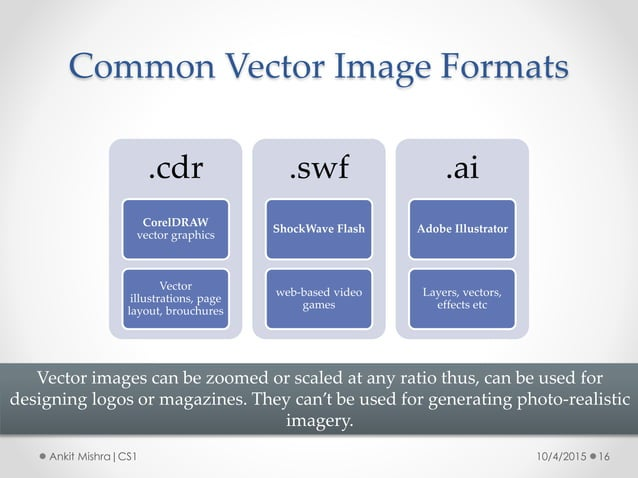 Common Vector Image Formats
.cdr
CorelDRAW
vector graphics
Vector
illustrations, page
layout, brouchures
.swf
ShockWave Flash
web-based video
games
.ai
Adobe Illustrator
Layers, vectors,
effects etc
Vector images can be zoomed or scaled at any ratio thus, can be used for
designing logos or magazines. They can’t be used for generating photo-realistic
imagery.
Ankit Mishra|CS1
10/4/2015
16